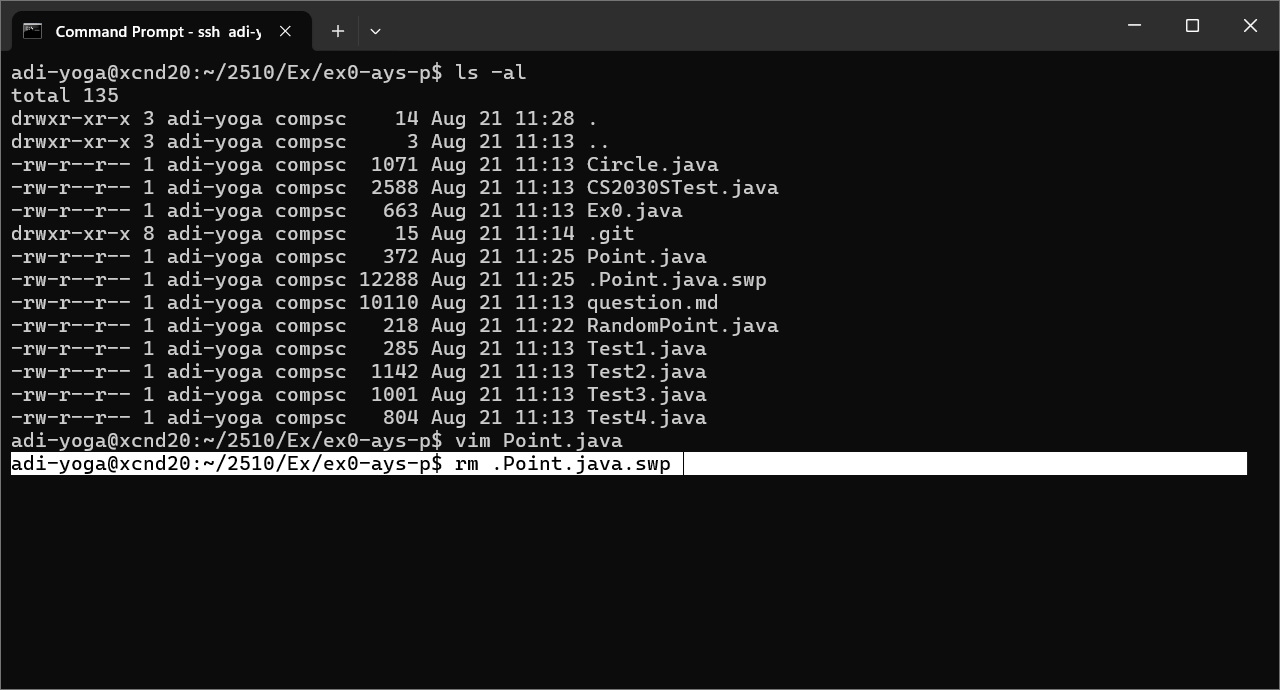 Command Prompt - ssh adi-y
adi-yoga@xcnd20:~/2510/Ex/ex0-ays-p$ ls -al
total 135
drwxr-xr-x 3 adi-yoga compsc    14 Aug 21 11:28 .
drwxr-xr-x 3 adi-yoga compsc     3 Aug 21 11:13 ..
-rw-r--r-- 1 adi-yoga compsc  1071 Aug 21 11:13 Circle.java
-rw-r--r-- 1 adi-yoga compsc  2588 Aug 21 11:13 CS2030STest.java
-rw-r--r-- 1 adi-yoga compsc   663 Aug 21 11:13 Ex0.java
drwxr-xr-x 8 adi-yoga compsc    15 Aug 21 11:14 .git
-rw-r--r-- 1 adi-yoga compsc   372 Aug 21 11:25 Point.java
-rw-r--r-- 1 adi-yoga compsc 12288 Aug 21 11:25 .Point.java.swp
-rw-r--r-- 1 adi-yoga compsc 10110 Aug 21 11:13 question.md
-rw-r--r-- 1 adi-yoga compsc   218 Aug 21 11:22 RandomPoint.java
-rw-r--r-- 1 adi-yoga compsc   285 Aug 21 11:13 Test1.java
-rw-r--r-- 1 adi-yoga compsc  1142 Aug 21 11:13 Test2.java
-rw-r--r-- 1 adi-yoga compsc  1001 Aug 21 11:13 Test3.java
-rw-r--r-- 1 adi-yoga compsc   804 Aug 21 11:13 Test4.java
adi-yoga@xcnd20:~/2510/Ex/ex0-ays-p$ vim Point.java
adi-yoga@xcnd20:~/2510/Ex/ex0-ays-p$ rm .Point.java.swp